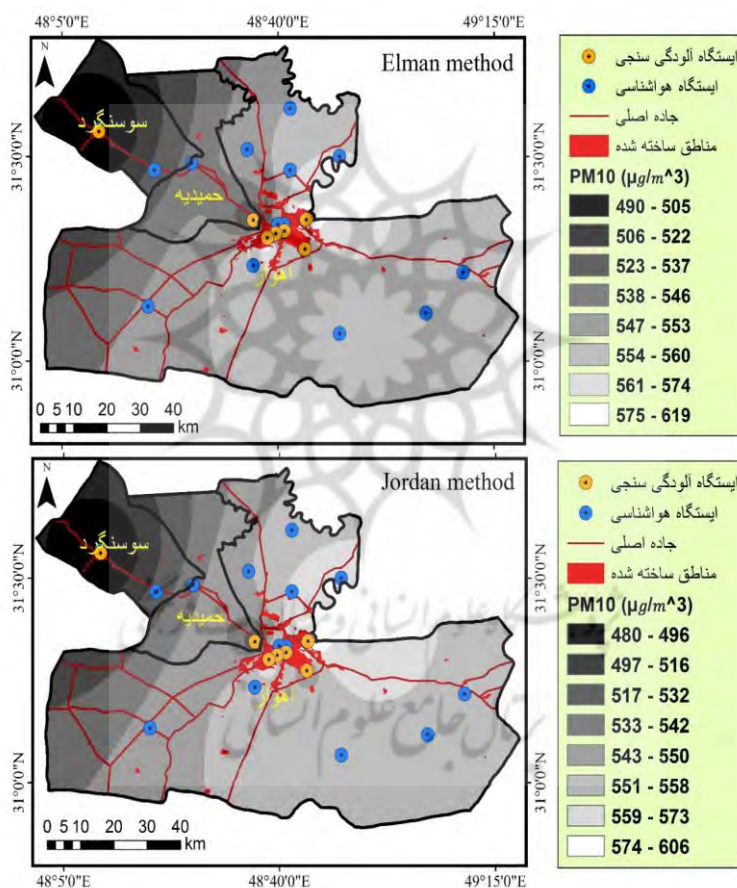 48°5'0"E 48°40'0"E 49°15'0"E
N
Elman method
ایستگاه آلودگی سنجی
ایستگاه هواشناسی
جاده اصلی
مناطق ساخته شده
PM10 (µg/m^3)
490 - 505
506 - 522
523 - 537
538 - 546
547 - 553
554 - 560
561 - 574
575 - 619
سوسنگرد
حمیدیه
اهواز
31°30'0"N
31°0'0"N
31°30'0"N
31°0'0"N
0 5 10 20 30 40
km
N
Jordan method
ایستگاه آلودگی سنجی
ایستگاه هواشناسی
جاده اصلی
مناطق ساخته شده
PM10 (µg/m^3)
480 - 496
497 - 516
517 - 532
533 - 542
543 - 550
551 - 558
559 - 573
574 - 606
سوسنگرد
حمیدیه
اهواز
31°30'0"N
31°0'0"N
31°30'0"N
31°0'0"N
0 5 10 20 30 40
km
48°5'0"E 48°40'0"E 49°15'0"E
پرتال جامع علوم انسانی